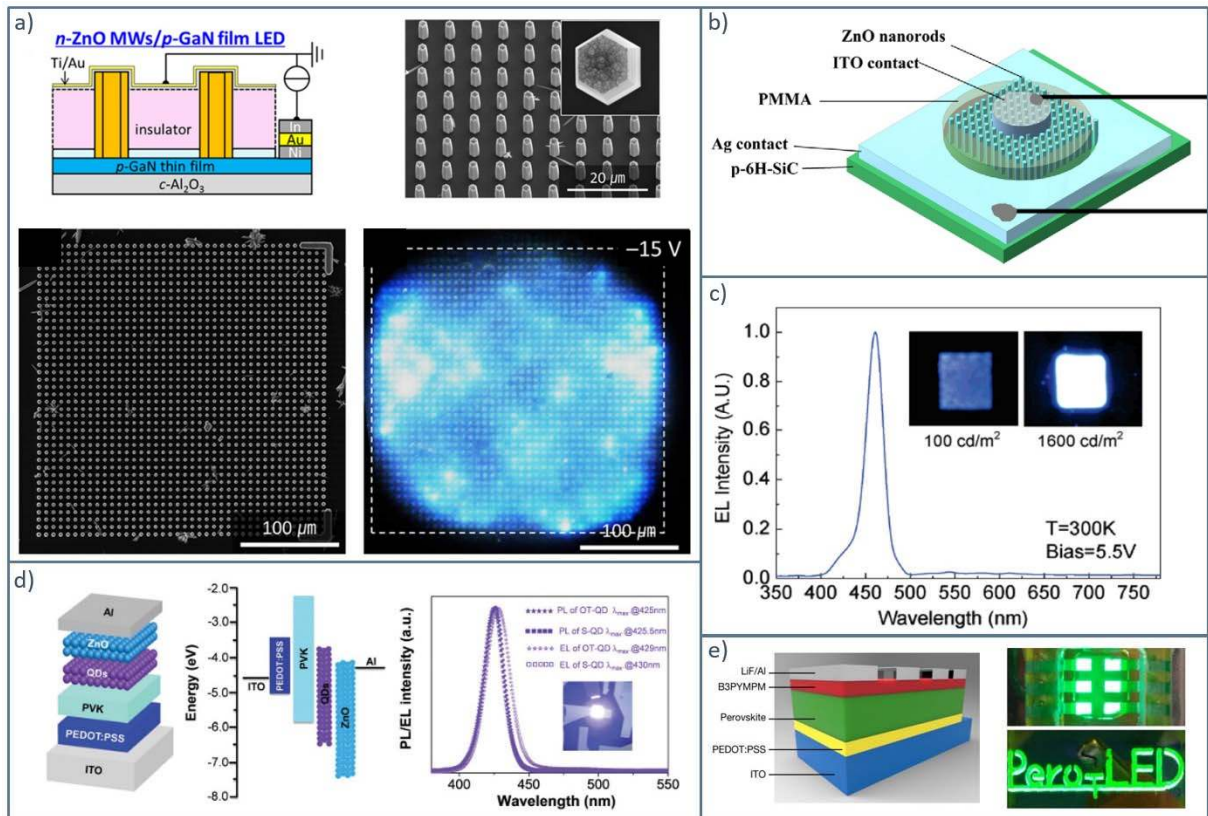 a)
n-ZnO MWs/p-GaN film LED
Ti/Au
insulator
In
Au
Ni
p-GaN thin film
c-Al2O3
20 ㎛
100 ㎛
–15 V
100 ㎛
b)
ZnO nanorods
ITO contact
PMMA
Ag contact
p-6H-SiC
c)
EL Intensity (A.U.)
1.0
0.8
0.6
0.4
0.2
0.0
100 cd/m²
1600 cd/m²
T=300K
Bias=5.5V
350 400 450 500 550 600 650 700 750
Wavelength (nm)
d)
Al
ZnO
QDs
PVK
PEDOT:PSS
ITO
Energy (eV)
-2.0
-3.0
-4.0
-5.0
-6.0
-7.0
-8.0
ITO
PEDOT:PSS
PVK
QDs
ZnO
Al
PL/EL intensity (a.u.)
PL of OT-QD λmax @425nm
PL of S-QD λmax @425.5nm
EL of OT-QD λmax @429nm
EL of S-QD λmax @430nm
400 450 500 550
Wavelength (nm)
e)
LiF/Al
B3PYMPM
Perovskite
PEDOT:PSS
ITO
Pero-LED